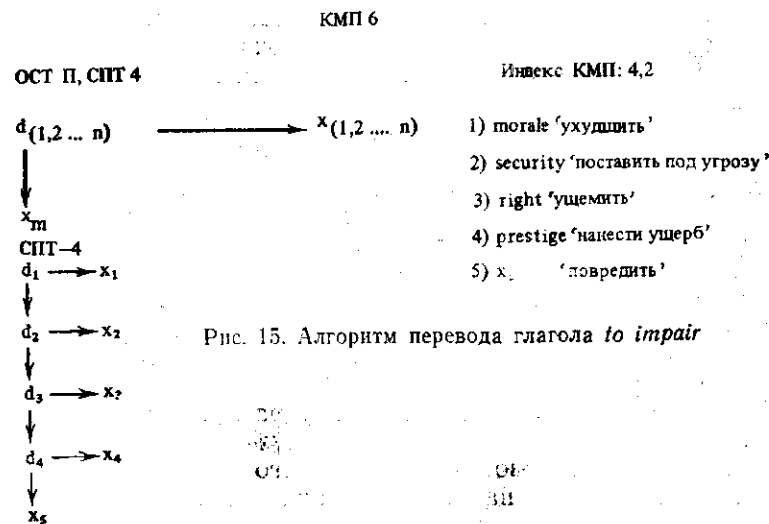 КМП 6
ОСТ П, СПТ 4
Индекс КМП: 4,2
d(1,2 ... n) → x(1,2 .... n)
xm
1) morale ‘ухудшить’
2) security ‘поставить под угрозу’
3) right ‘ущемить’
4) prestige ‘нанести ущерб’
5) x ‘повредить’
СПТ–4
d1 → x1
d2 → x2
d3 → x?
d4 → x4
x5
Рис. 15. Алгоритм перевода глагола to impair